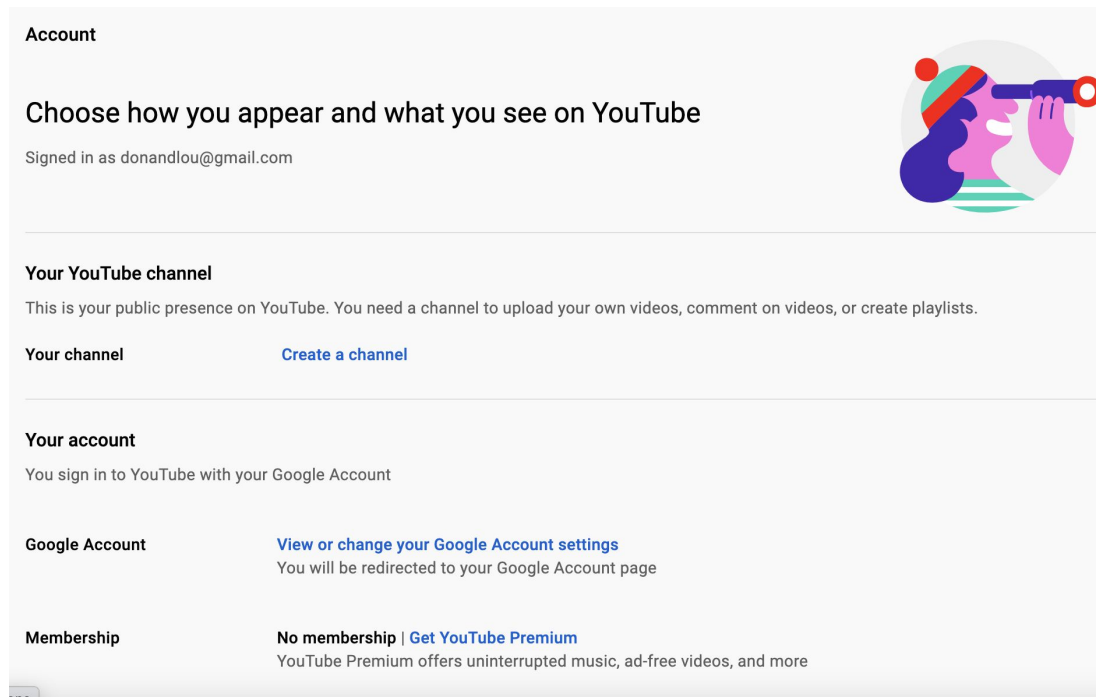 Account
Choose how you appear and what you see on YouTube
Signed in as donandlou@gmail.com
Your YouTube channel
This is your public presence on YouTube. You need a channel to upload your own videos, comment on videos, or create playlists.
Your channel Create a channel
Your account
You sign in to YouTube with your Google Account
Google Account View or change your Google Account settings
You will be redirected to your Google Account page
Membership No membership | Get YouTube Premium
YouTube Premium offers uninterrupted music, ad-free videos, and more